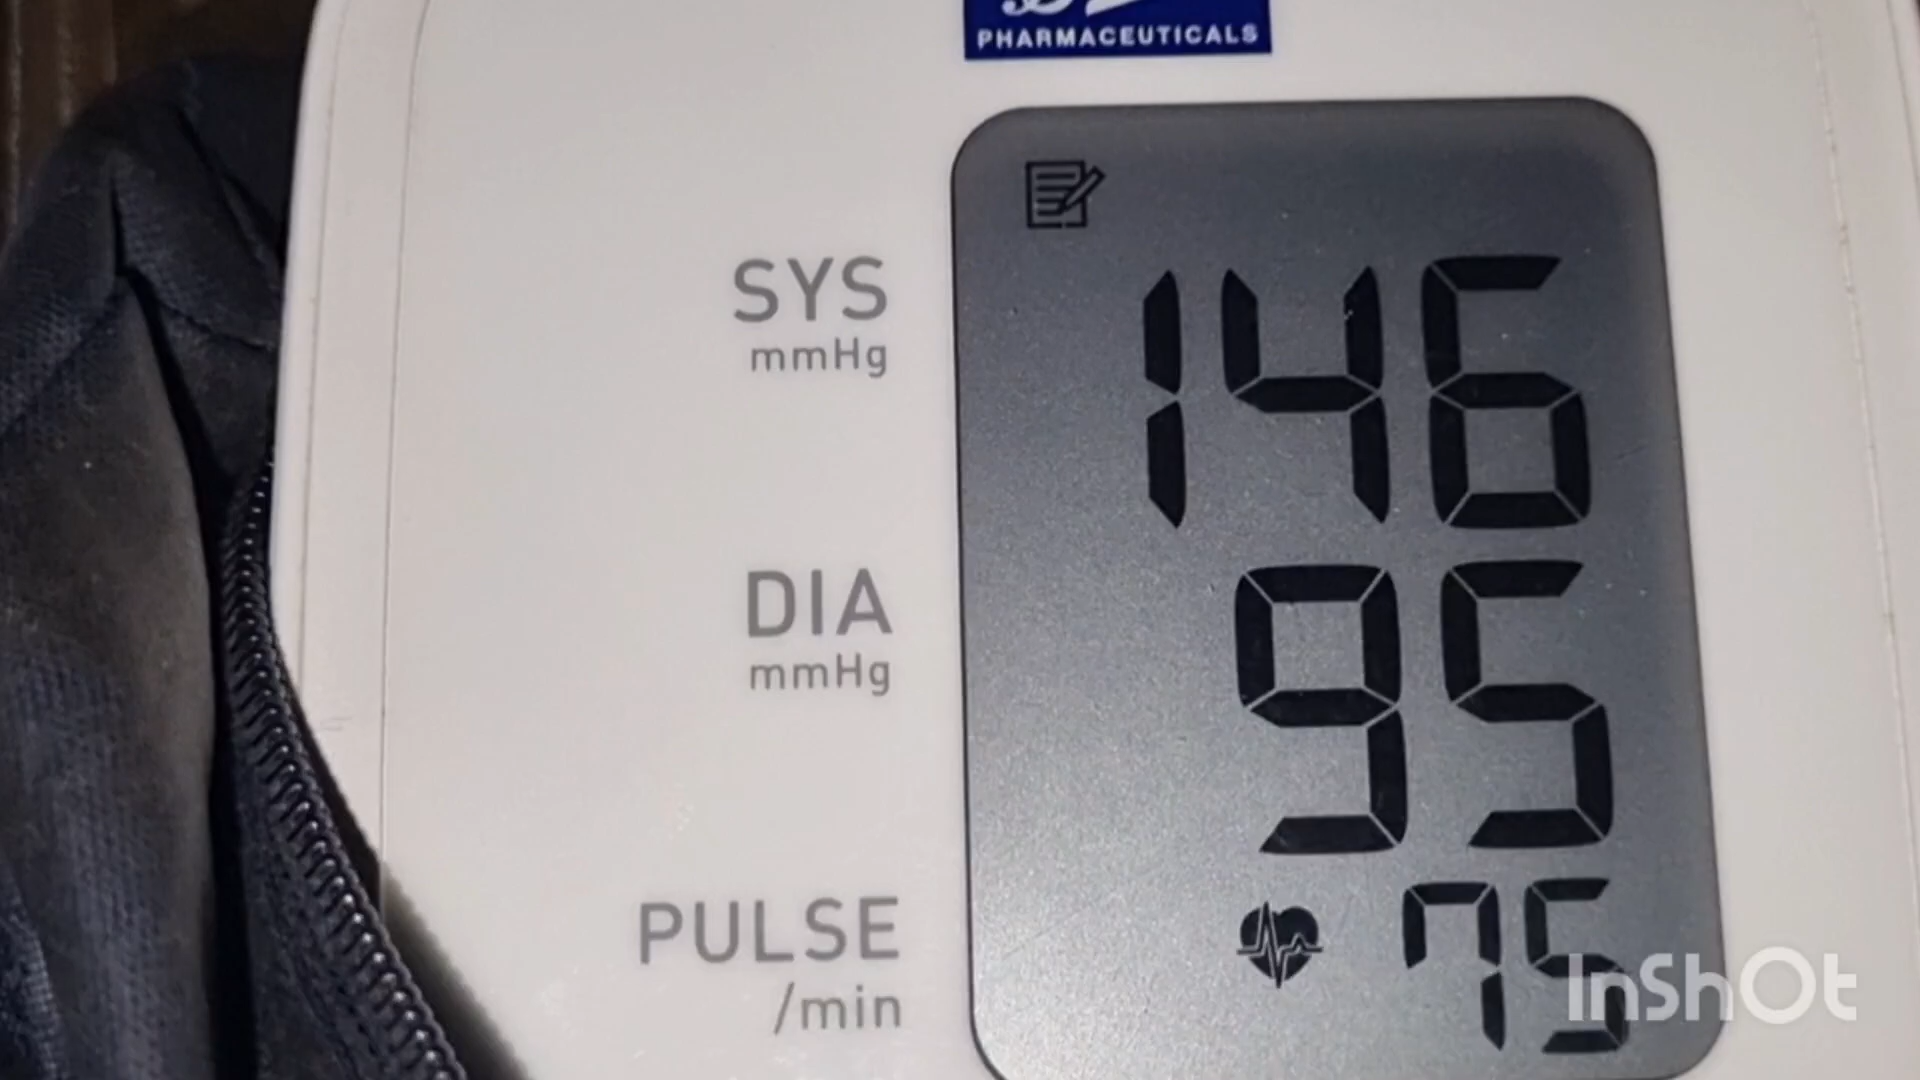 PHARMACEUTICALS
SYS
mmHg
146
DIA
mmHg
95
PULSE
/min
75
InShOt